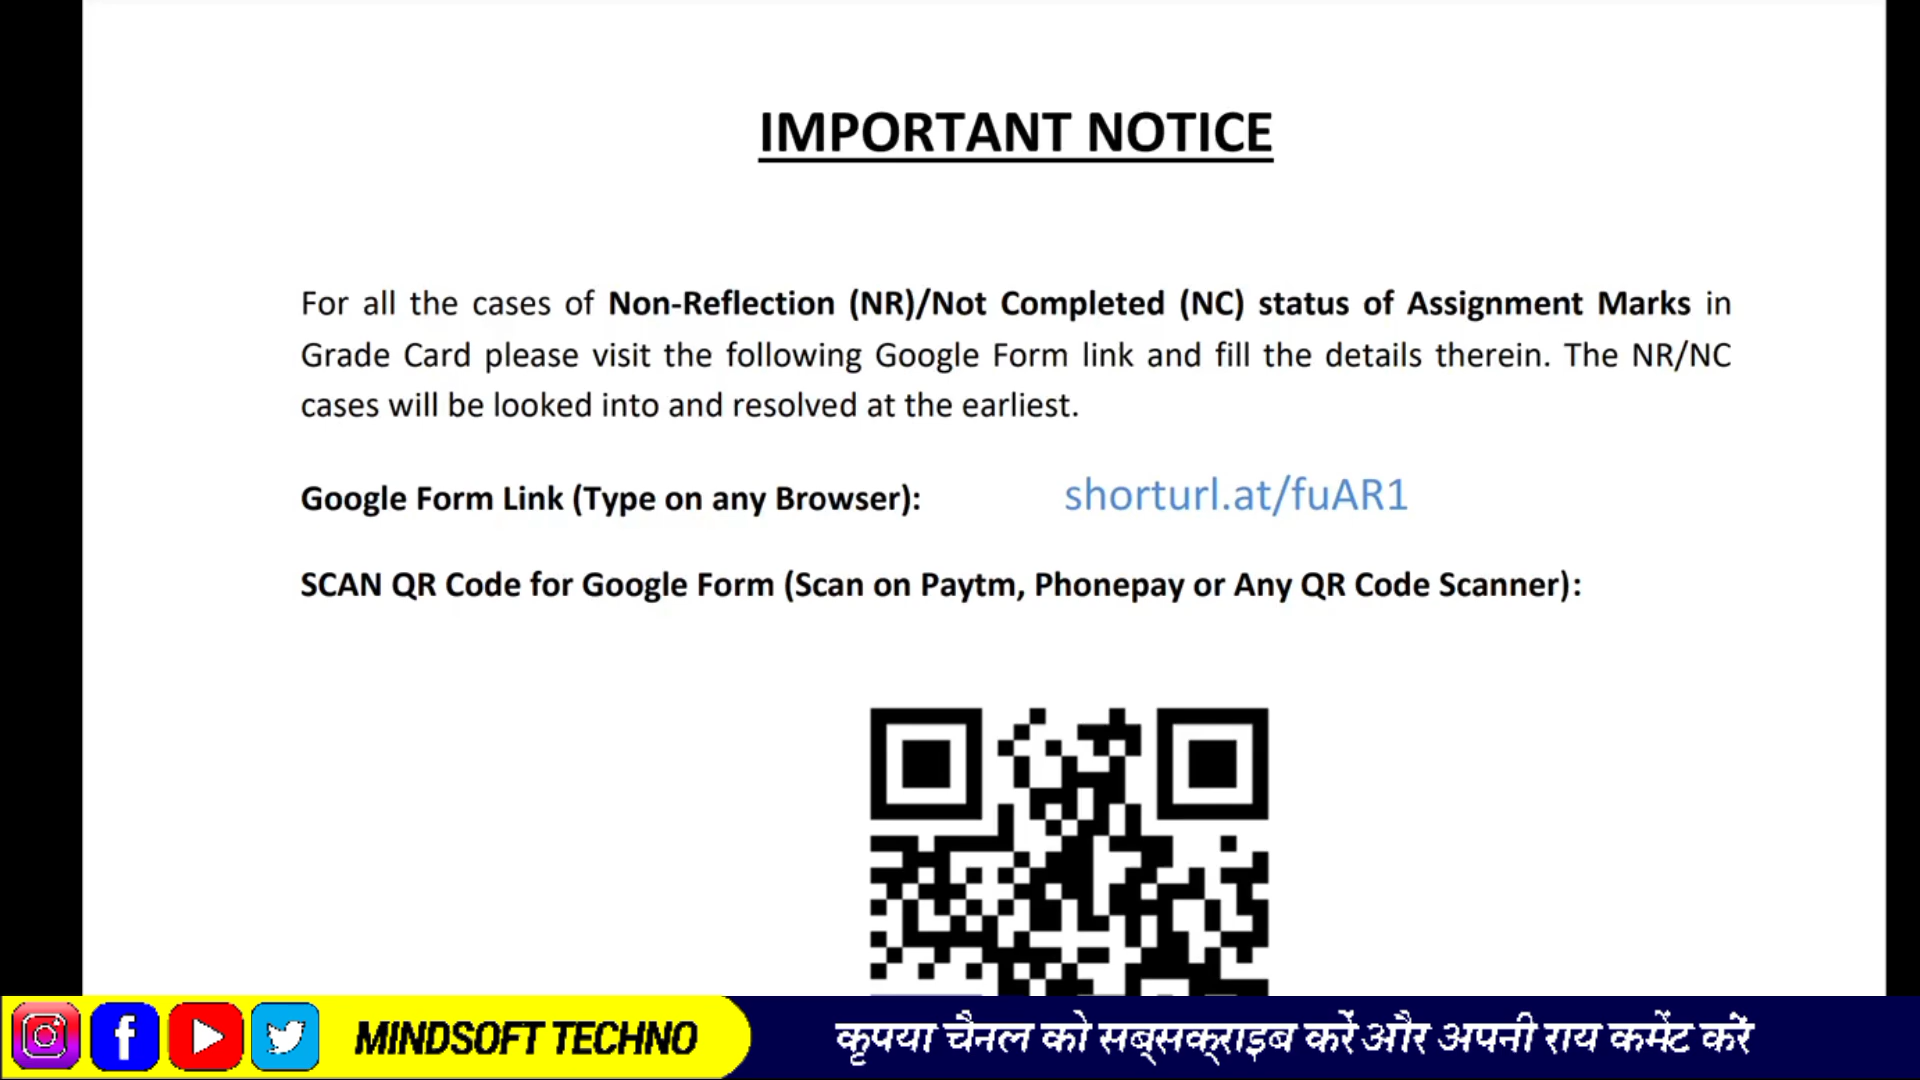 IMPORTANT NOTICE
For all the cases of Non-Reflection (NR)/Not Completed (NC) status of Assignment Marks in
Grade Card please visit the following Google Form link and fill the details therein. The NR/NC
cases will be looked into and resolved at the earliest.
Google Form Link (Type on any Browser): shorturl.at/fuAR1
SCAN QR Code for Google Form (Scan on Paytm, Phonepay or Any QR Code Scanner):
MINDSOFT TECHNO
कृपया चैनल को सब्सक्राइब करें और अपनी राय कमेंट करें